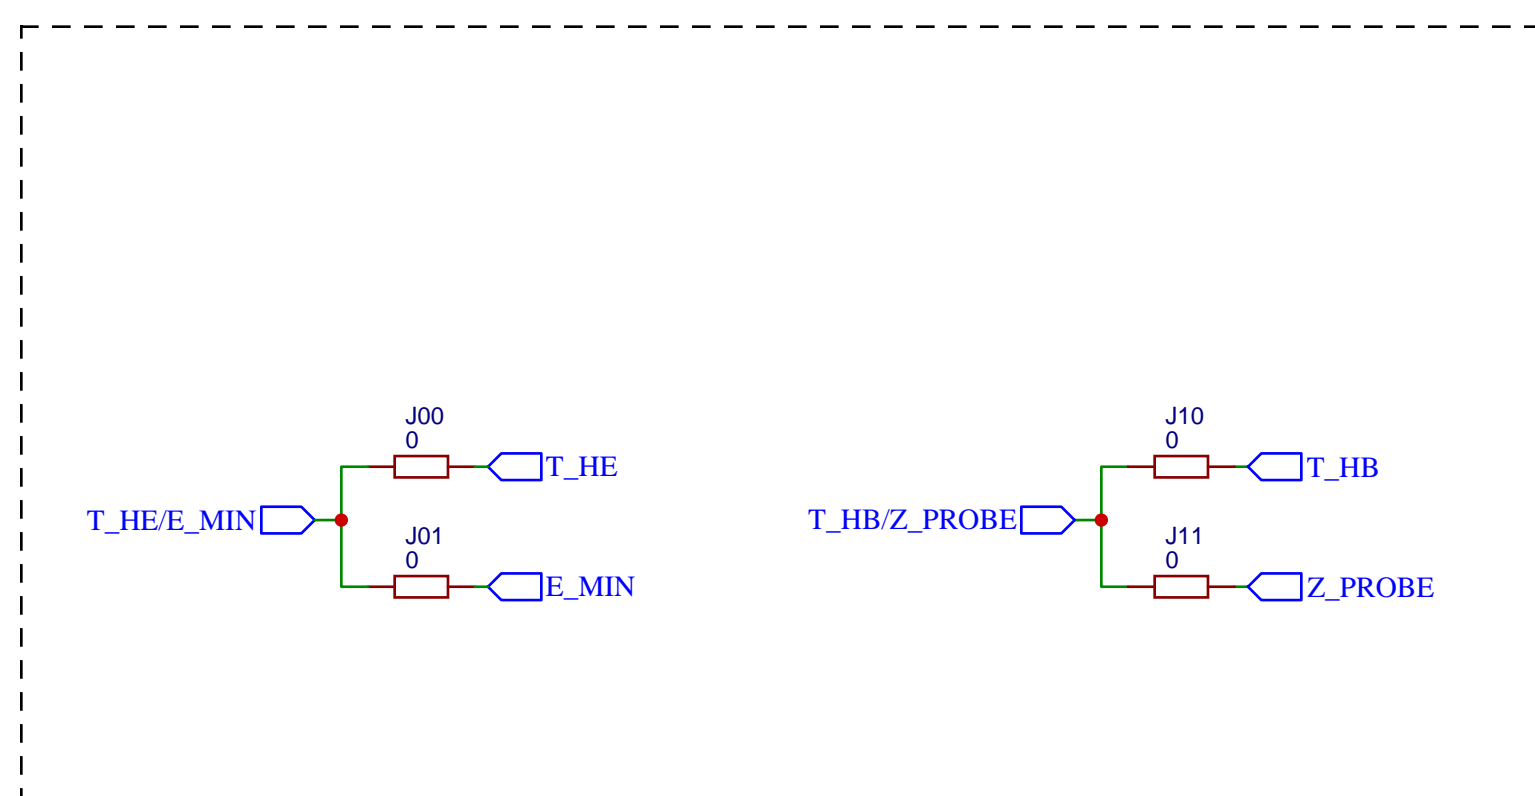 J00
0
T_HE
T_HE/E_MIN
J01
0
E_MIN
J10
0
T_HB
T_HB/Z_PROBE
J11
0
Z_PROBE